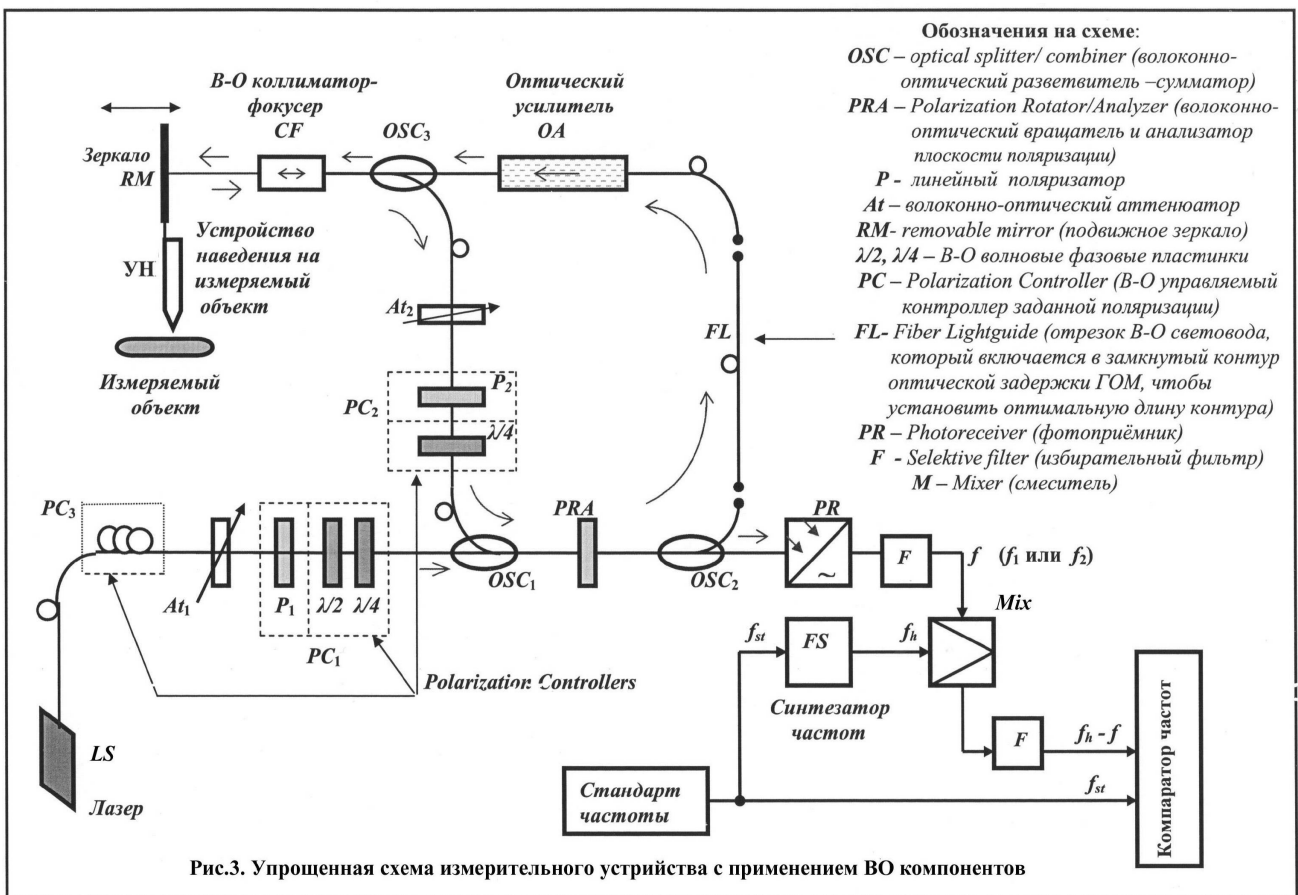 Обозначения на схеме:
OSC – optical splitter/ combiner (волоконно-
оптический разветвитель –сумматор)
PRA – Polarization Rotator/Analyzer (волоконно-
оптический вращатель и анализатор
плоскости поляризации)
P - линейный поляризатор
At – волоконно-оптический аттенюатор
RM- removable mirror (подвижное зеркало)
λ/2, λ/4 – В-О волновые фазовые пластинки
PC – Polarization Controller (В-О управляемый
контроллер заданной поляризации)
FL- Fiber Lightguide (отрезок В-О световода,
который включается в замкнутый контур
оптической задержки ГОМ, чтобы
установить оптимальную длину контура)
PR – Photoreceiver (фотоприёмник)
F - Selektive filter (избирательный фильтр)
M – Mixer (смеситель)
В-О коллиматор-
фокусер
CF
OSC3
Оптический
усилитель
OA
Зеркало
RM
УН
Устройство
наведения на
измеряемый
объект
Измеряемый
объект
At2
FL
PC2
P2
λ/4
PC3
At1
P1
λ/2
λ/4
PC1
OSC1
PRA
OSC2
PR
~
F
f (f1 или f2)
Mix
Polarization Controllers
fst
FS
fh
Синтезатор
частот
F
fh - f
fst
Компаратор частот
LS
Лазер
Стандарт
частоты
Рис.3. Упрощенная схема измерительного устройства с применением ВО компонентов